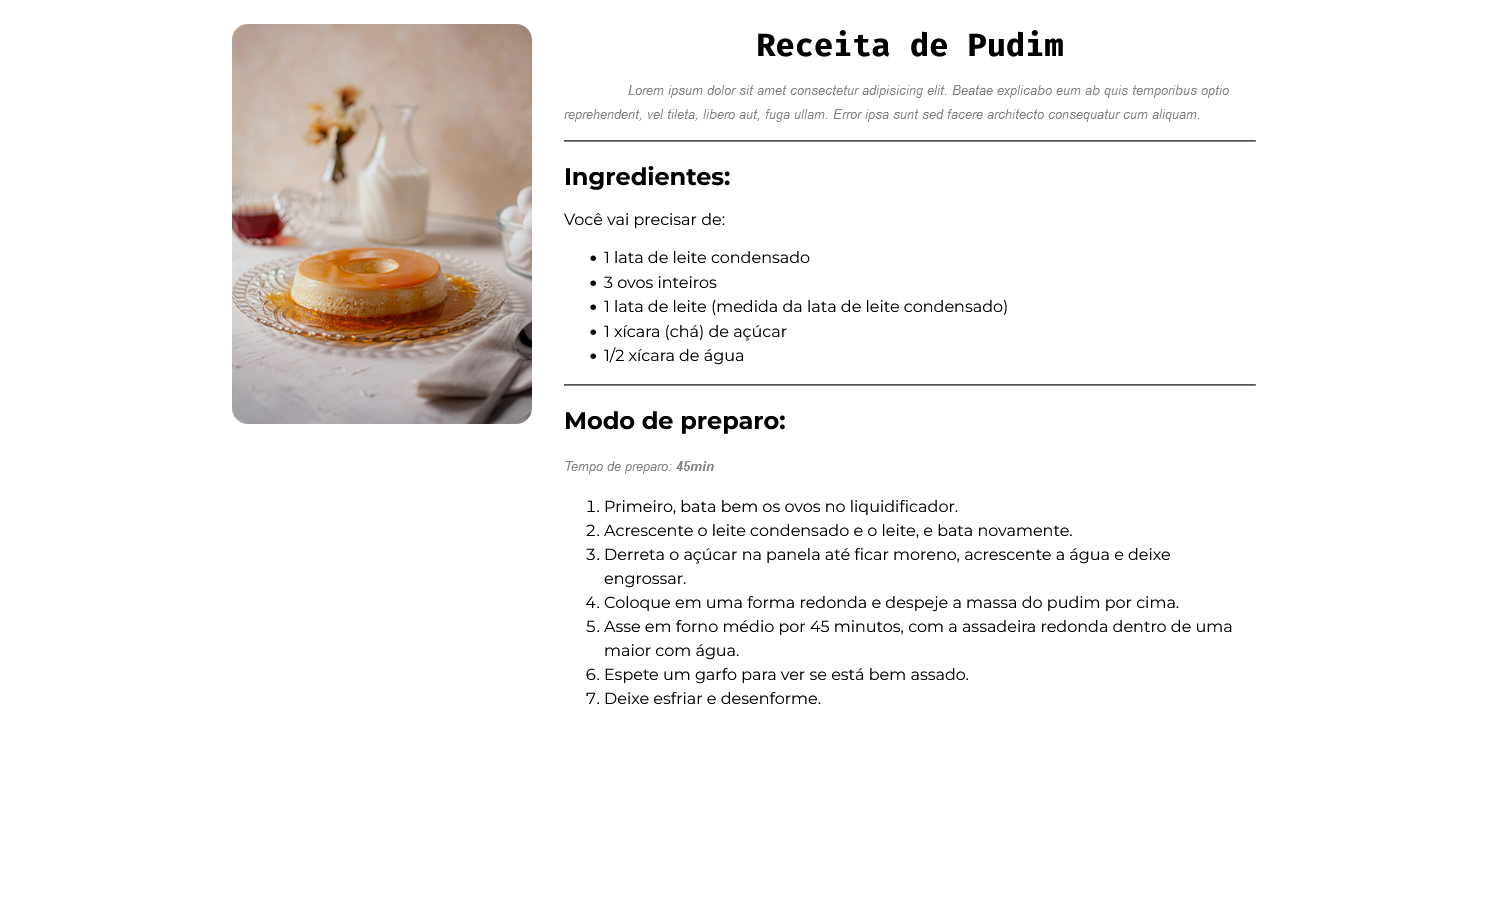 Receita de Pudim
Lorem ipsum dolor sit amet consectetur adipisicing elit. Beatae explicabo eum ab quis temporibus optio
reprehenderit, vel tileta, libero aut, fuga ullam. Error ipsa sunt sed facere architecto consequatur cum aliquam.
Ingredientes:
Você vai precisar de:
• 1 lata de leite condensado
• 3 ovos inteiros
• 1 lata de leite (medida da lata de leite condensado)
• 1 xícara (chá) de açúcar
• 1/2 xícara de água
Modo de preparo:
Tempo de preparo: 45min
1. Primeiro, bata bem os ovos no liquidificador.
2. Acrescente o leite condensado e o leite, e bata novamente.
3. Derreta o açúcar na panela até ficar moreno, acrescente a água e deixe
engrossar.
4. Coloque em uma forma redonda e despeje a massa do pudim por cima.
5. Asse em forno médio por 45 minutos, com a assadeira redonda dentro de uma
maior com água.
6. Espete um garfo para ver se está bem assado.
7. Deixe esfriar e desenforme.